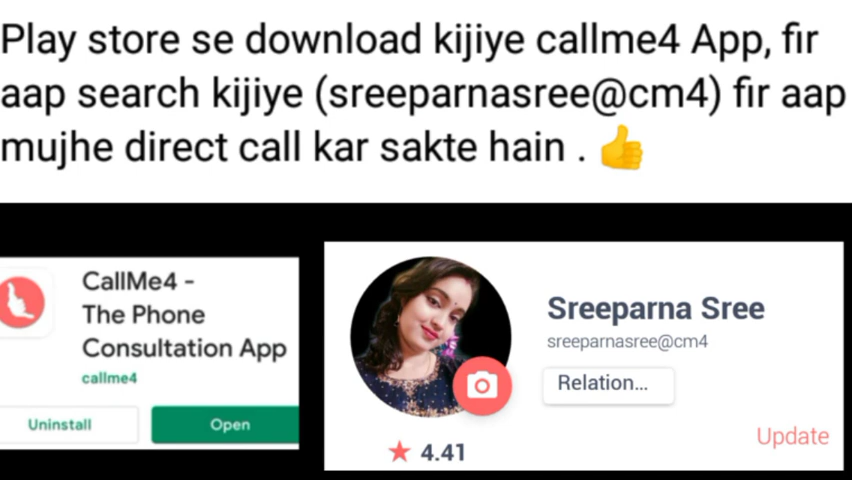 Play store se download kijiye callme4 App, fir
aap search kijiye (sreeparnasree@cm4) fir aap
mujhe direct call kar sakte hain . 👍
CallMe4 -
The Phone
Consultation App
callme4
Uninstall
Open
Sreeparna Sree
sreeparnasree@cm4
Relation...
Update
★ 4.41